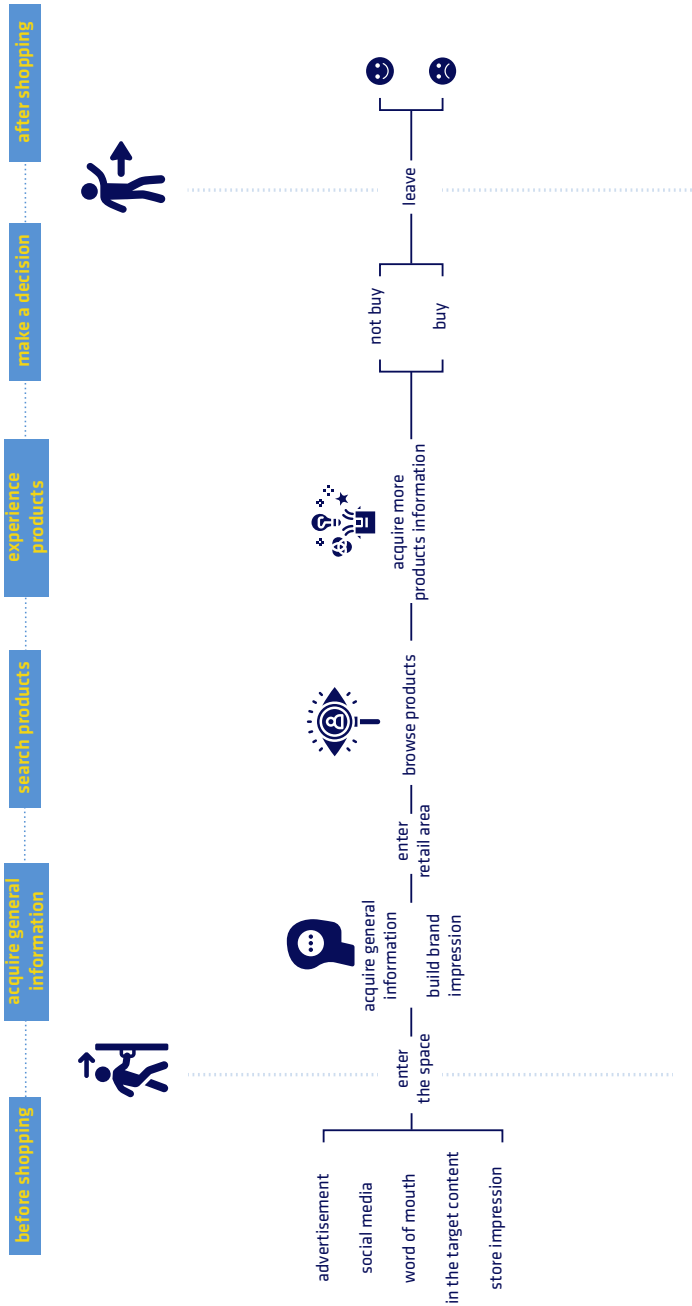 before shopping
acquire general
information
search products
experience
products
make a decision
after shopping
advertisement
social media
word of mouth
in the target content
store impression
enter
the space
acquire general
information
build brand
impression
enter
retail area
browse products
acquire more
products information
not buy
buy
leave